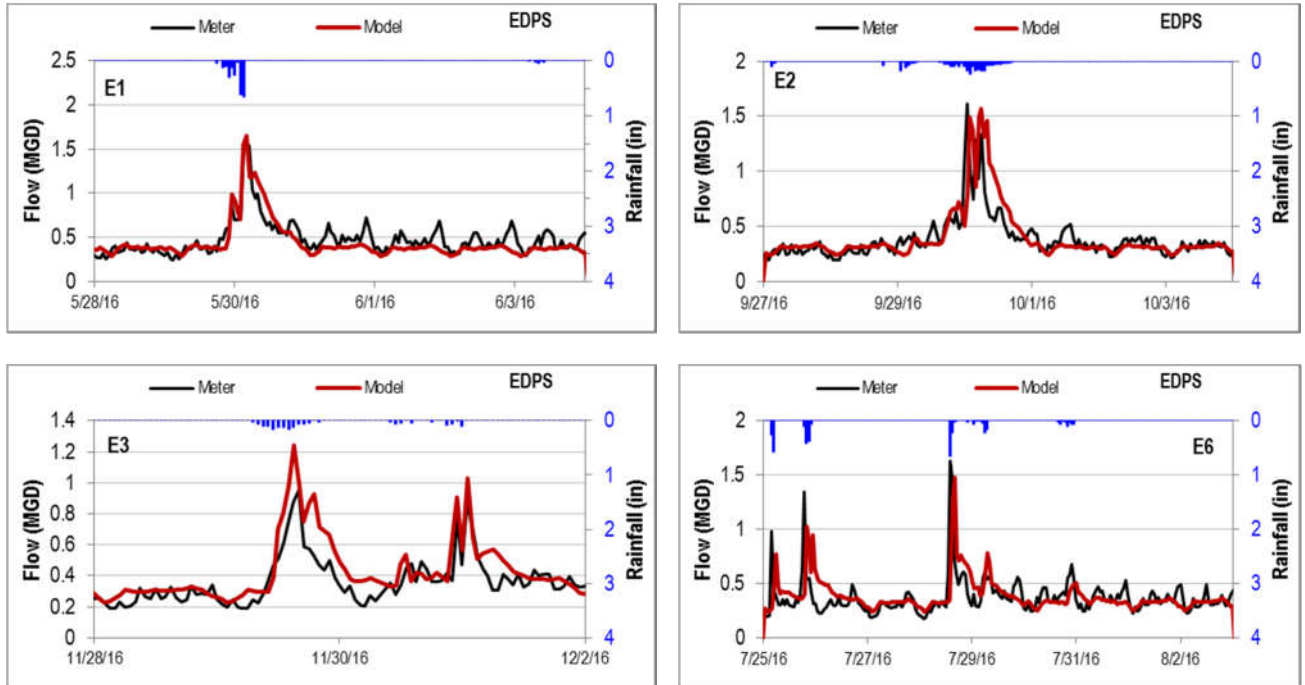 Meter Model EDPS
E1
Flow (MGD)
2.5
2
1.5
1
0.5
0
Rainfall (in)
0
1
2
3
4
5/28/16 5/30/16 6/1/16 6/3/16
Meter Model EDPS
E2
Flow (MGD)
2
1.5
1
0.5
0
Rainfall (in)
0
1
2
3
4
9/27/16 9/29/16 10/1/16 10/3/16
Meter Model EDPS
E3
Flow (MGD)
1.4
1.2
1
0.8
0.6
0.4
0.2
0
Rainfall (in)
0
1
2
3
4
11/28/16 11/30/16 12/2/16
Meter Model EDPS
E6
Flow (MGD)
2
1.5
1
0.5
0
Rainfall (in)
0
1
2
3
4
7/25/16 7/27/16 7/29/16 7/31/16 8/2/16